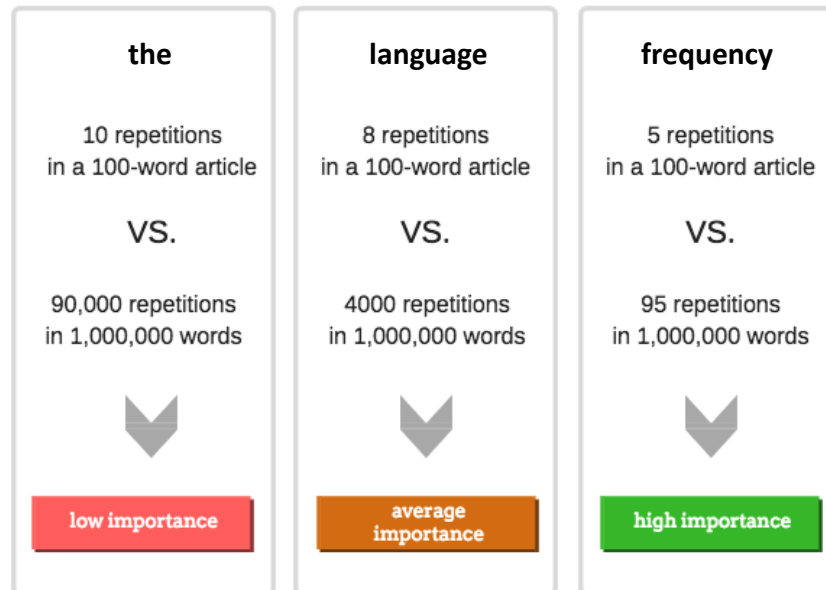 the
10 repetitions
in a 100-word article
VS.
90,000 repetitions
in 1,000,000 words
low importance
language
8 repetitions
in a 100-word article
VS.
4000 repetitions
in 1,000,000 words
average
importance
frequency
5 repetitions
in a 100-word article
VS.
95 repetitions
in 1,000,000 words
high importance